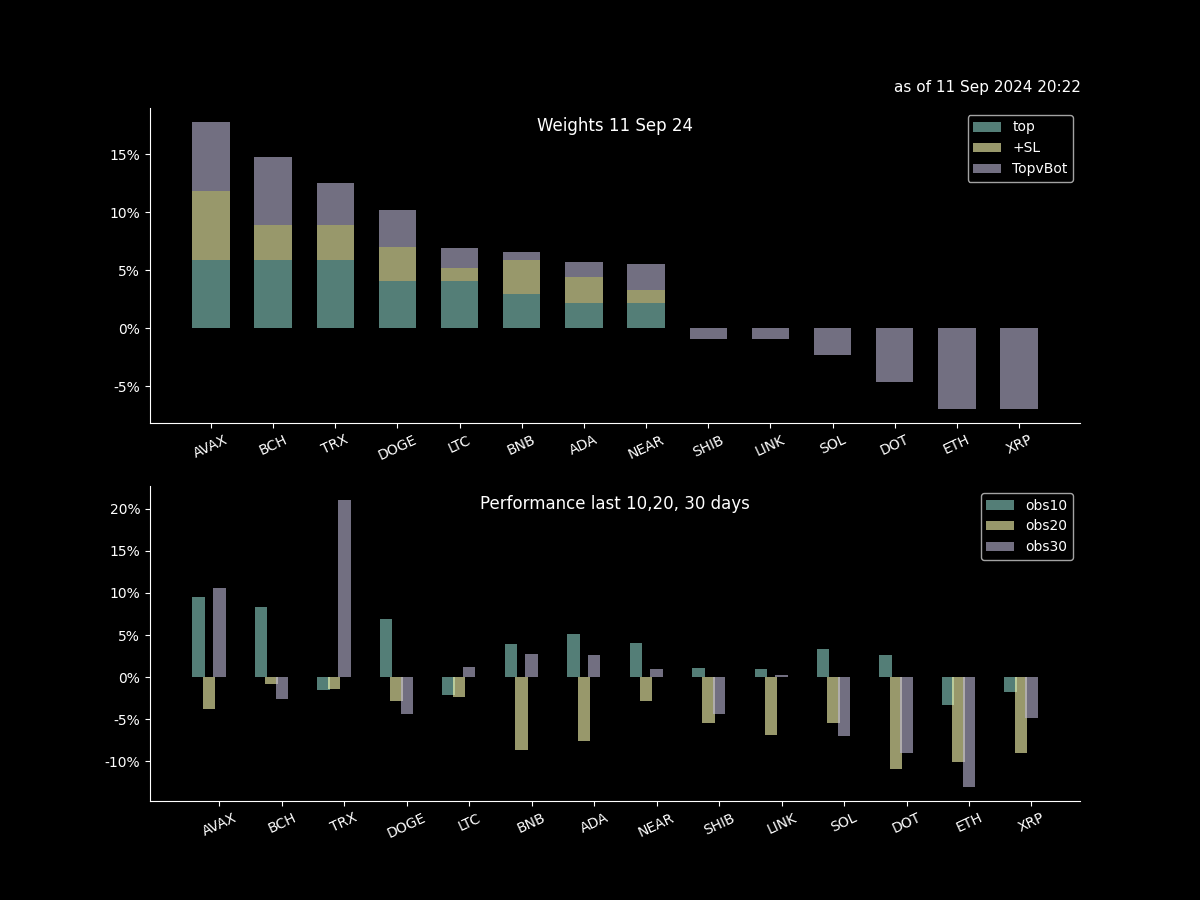 as of 11 Sep 2024 20:22
Weights 11 Sep 24
top
+SL
TopvBot
15%
10%
5%
0%
-5%
AVAX BCH TRX DOGE LTC BNB ADA NEAR SHIB LINK SOL DOT ETH XRP
Performance last 10,20, 30 days
obs10
obs20
obs30
20%
15%
10%
5%
0%
-5%
-10%
AVAX BCH TRX DOGE LTC BNB ADA NEAR SHIB LINK SOL DOT ETH XRP